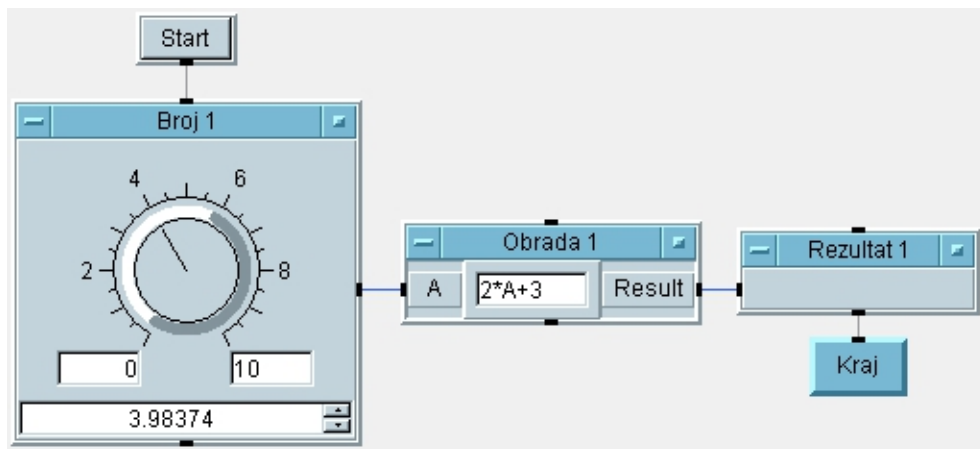 Start
Broj 1
4 6
2 8
0 10
3.98374
Obrada 1
A 2*A+3 Result
Rezultat 1
Kraj